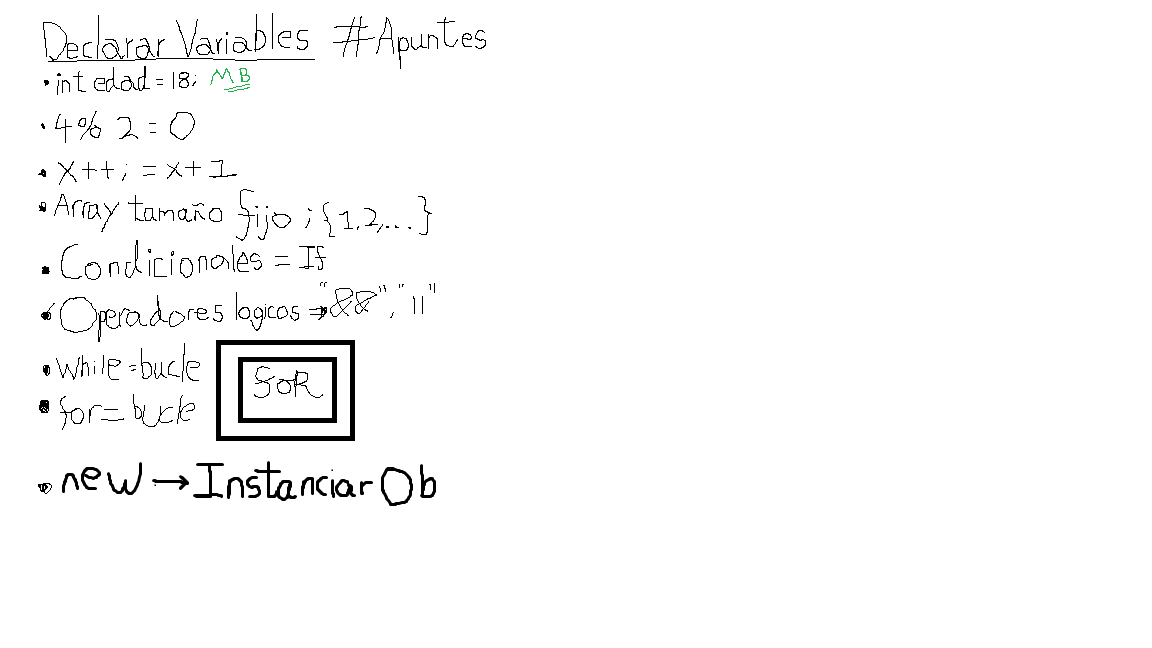 Declarar Variables #Apuntes
• int edad = 18; MB
• 4% 2 = 0
• x++; = x+1
• Array tamaño fijo ; {1,2,...}
• Condicionales = If
• Operadores logicos => "&&", "||"
• While = bucle
• for = bucle
foR
• new → Instanciar Ob